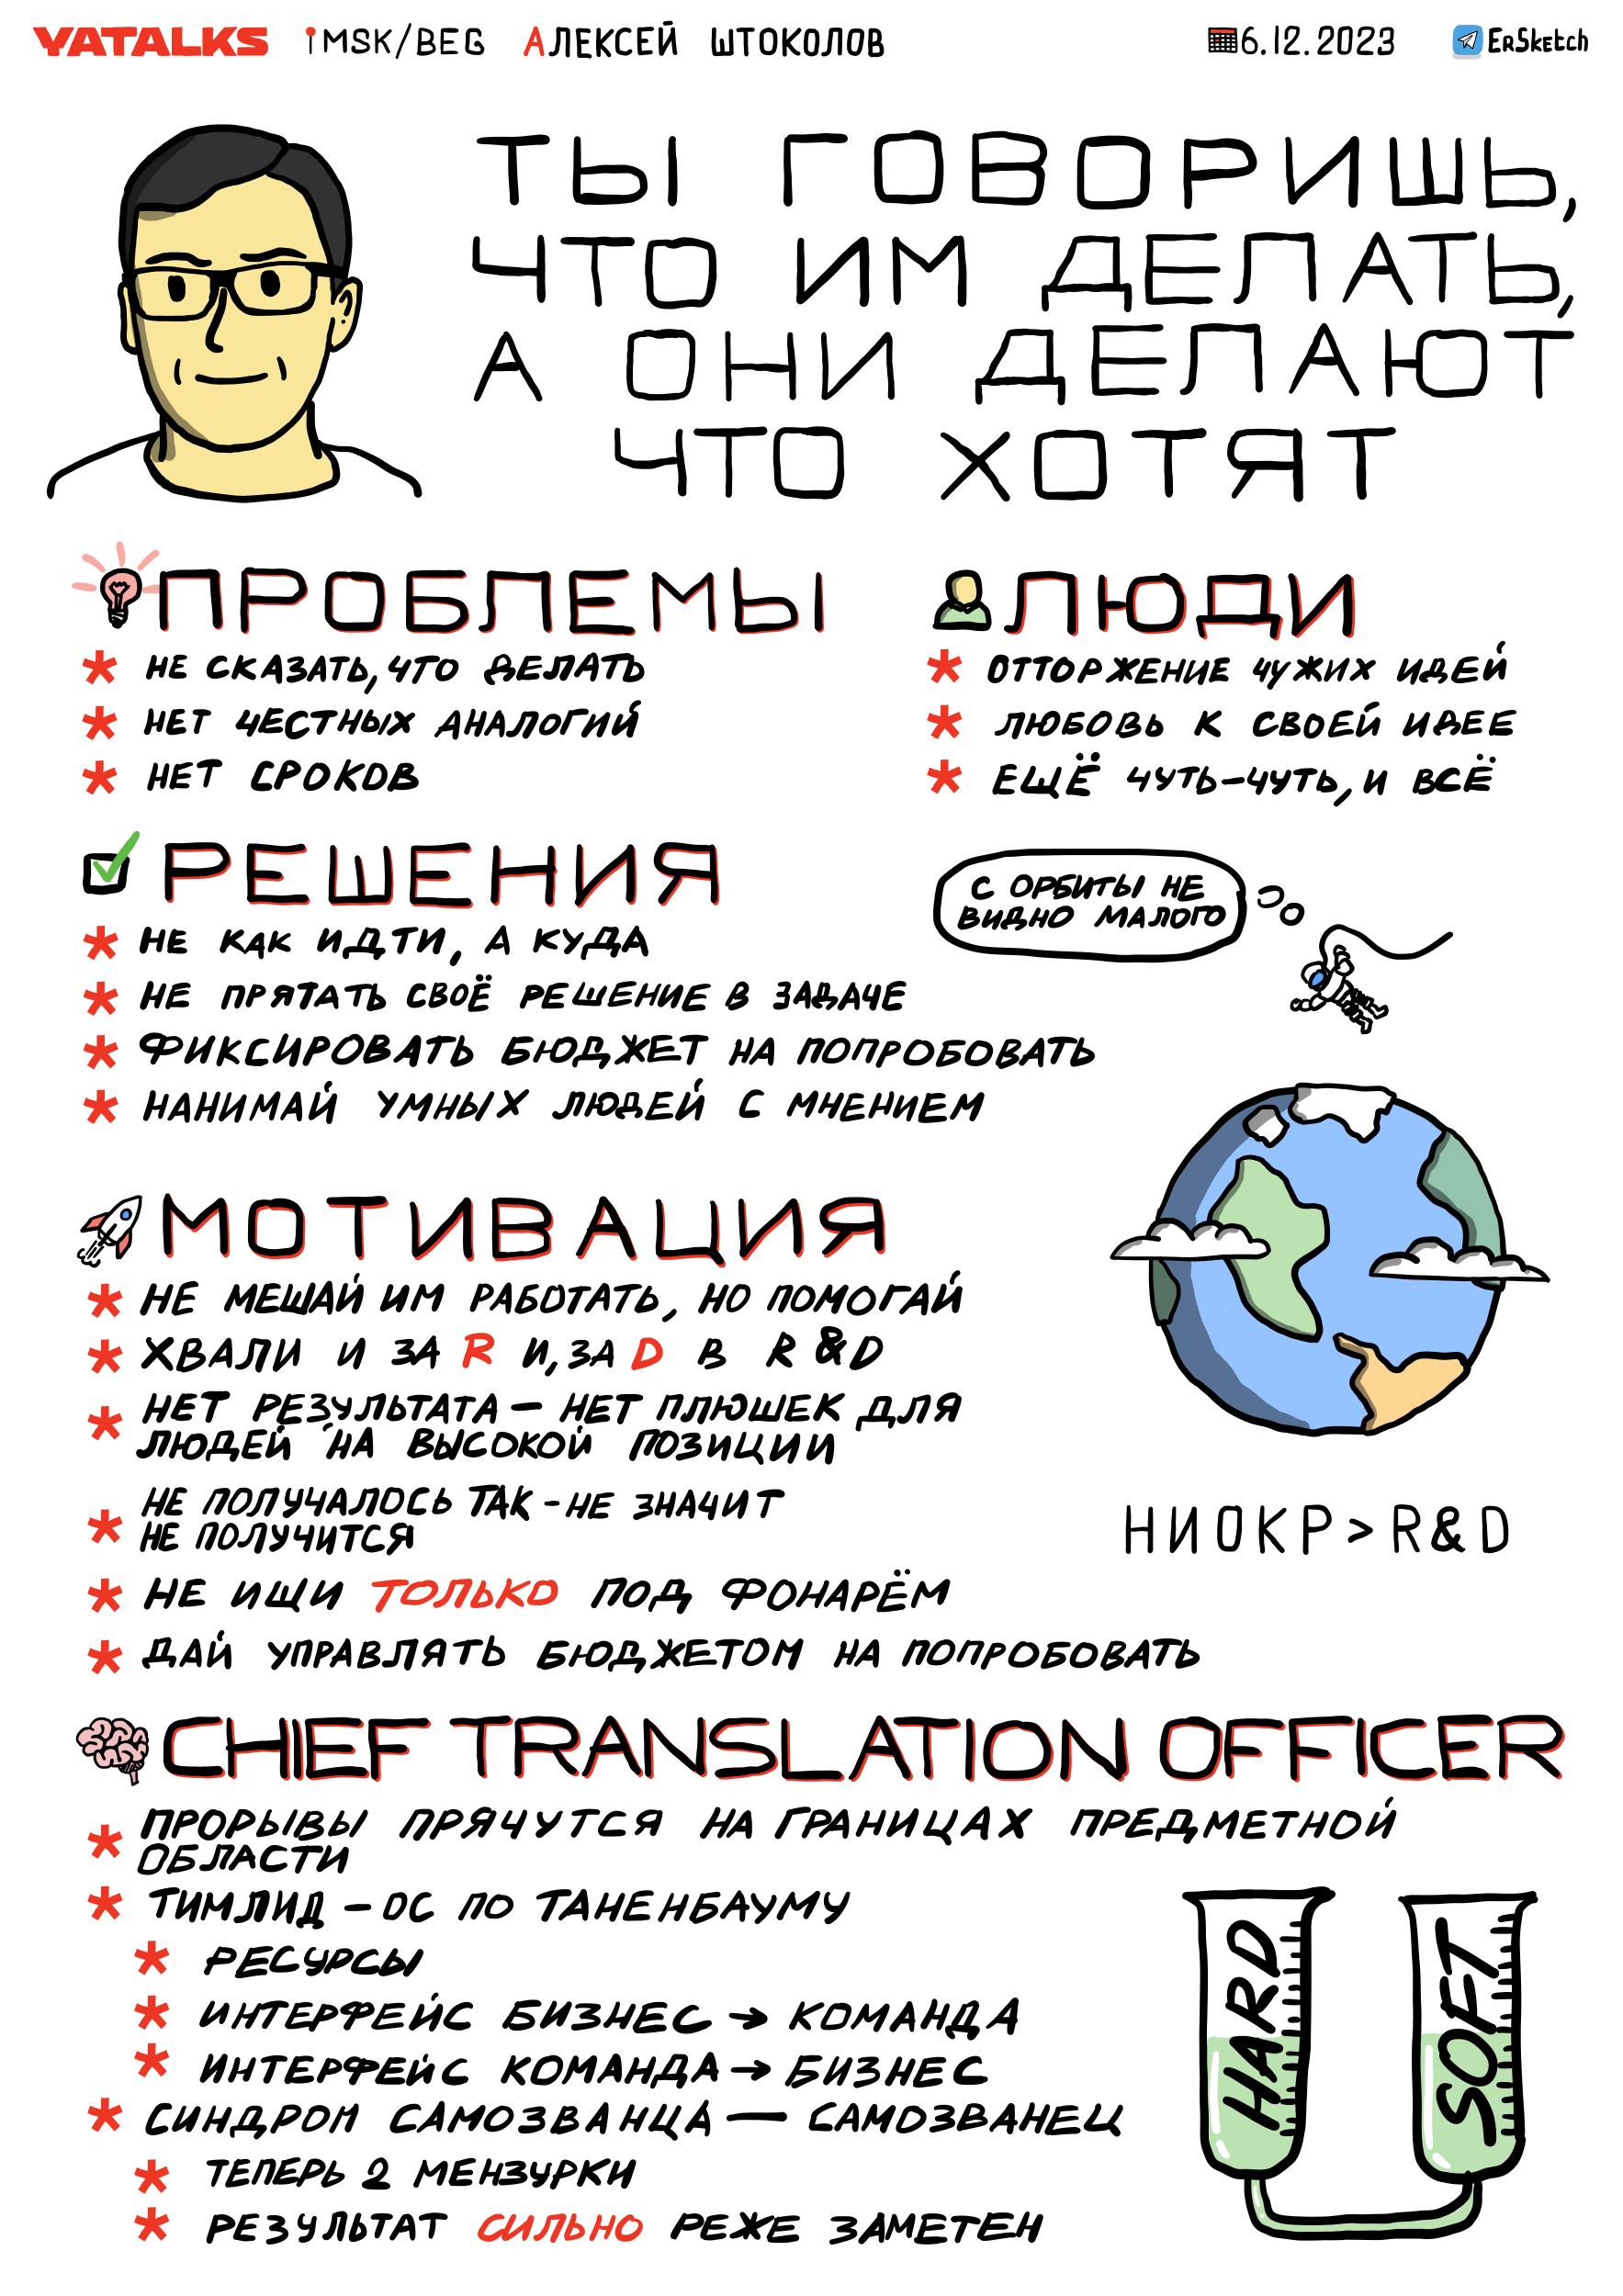 YATALKS MSK/BEG АЛЕКСЕЙ ШТОКОЛОВ 6.12.2023 ERSKETCH
ТЫ ГОВОРИШЬ,
ЧТО ИМ ДЕЛАТЬ,
А ОНИ ДЕЛАЮТ
ЧТО ХОТЯТ
ПРОБЛЕМЫ
* НЕ СКАЗАТЬ, ЧТО ДЕЛАТЬ
* НЕТ ЧЕСТНЫХ АНАЛОГИЙ
* НЕТ СРОКОВ
ЛЮДИ
* ОТТОРЖЕНИЕ ЧУЖИХ ИДЕЙ
* ЛЮБОВЬ К СВОЕЙ ИДЕЕ
* ЕЩЁ ЧУТЬ-ЧУТЬ, И ВСЁ
РЕШЕНИЯ
* НЕ КАК ИДТИ, А КУДА
* НЕ ПРЯТАТЬ СВОЁ РЕШЕНИЕ В ЗАДАЧЕ
* ФИКСИРОВАТЬ БЮДЖЕТ НА ПОПРОБОВАТЬ
* НАНИМАЙ УМНЫХ ЛЮДЕЙ С МНЕНИЕМ
С ОРБИТЫ НЕ
ВИДНО МАЛОГО
МОТИВАЦИЯ
* НЕ МЕШАЙ ИМ РАБОТАТЬ, НО ПОМОГАЙ
* ХВАЛИ И ЗА R И, ЗА D В R&D
* НЕТ РЕЗУЛЬТАТА — НЕТ ПЛЮШЕК ДЛЯ
ЛЮДЕЙ НА ВЫСОКОЙ ПОЗИЦИИ
* НЕ ПОЛУЧАЛОСЬ ТАК - НЕ ЗНАЧИТ
НЕ ПОЛУЧИТСЯ
* НЕ ИЩИ ТОЛЬКО ПОД ФОНАРЁМ
* ДАЙ УПРАВЛЯТЬ БЮДЖЕТОМ НА ПОПРОБОВАТЬ
НИОКР > R&D
CHIEF TRANSLATION OFFICER
* ПРОРЫВЫ ПРЯЧУТСЯ НА ГРАНИЦАХ ПРЕДМЕТНОЙ
ОБЛАСТИ
* ТИМЛИД — ОС ПО ТАНЕНБАУМУ
* РЕСУРСЫ
* ИНТЕРФЕЙС БИЗНЕС → КОМАНДА
* ИНТЕРФЕЙС КОМАНДА → БИЗНЕС
* СИНДРОМ САМОЗВАНЦА — САМОЗВАНЕЦ
* ТЕПЕРЬ 2 МЕНЗУРКИ
* РЕЗУЛЬТАТ СИЛЬНО РЕЖЕ ЗАМЕТЕН
HARD
SOFT